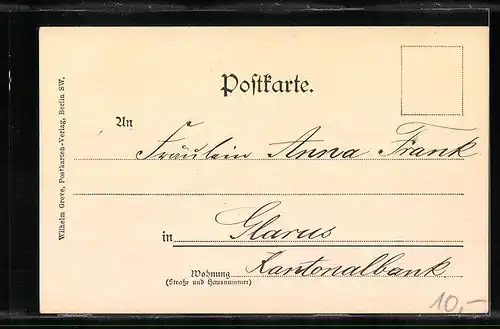 Postkarte.
An Fräulein Anna Frank
in Glarus
Wohnung Kantonalbank
(Straße und Hausnummer)
Wilhelm Greve, Postkarten-Verlag, Berlin SW.
10,-